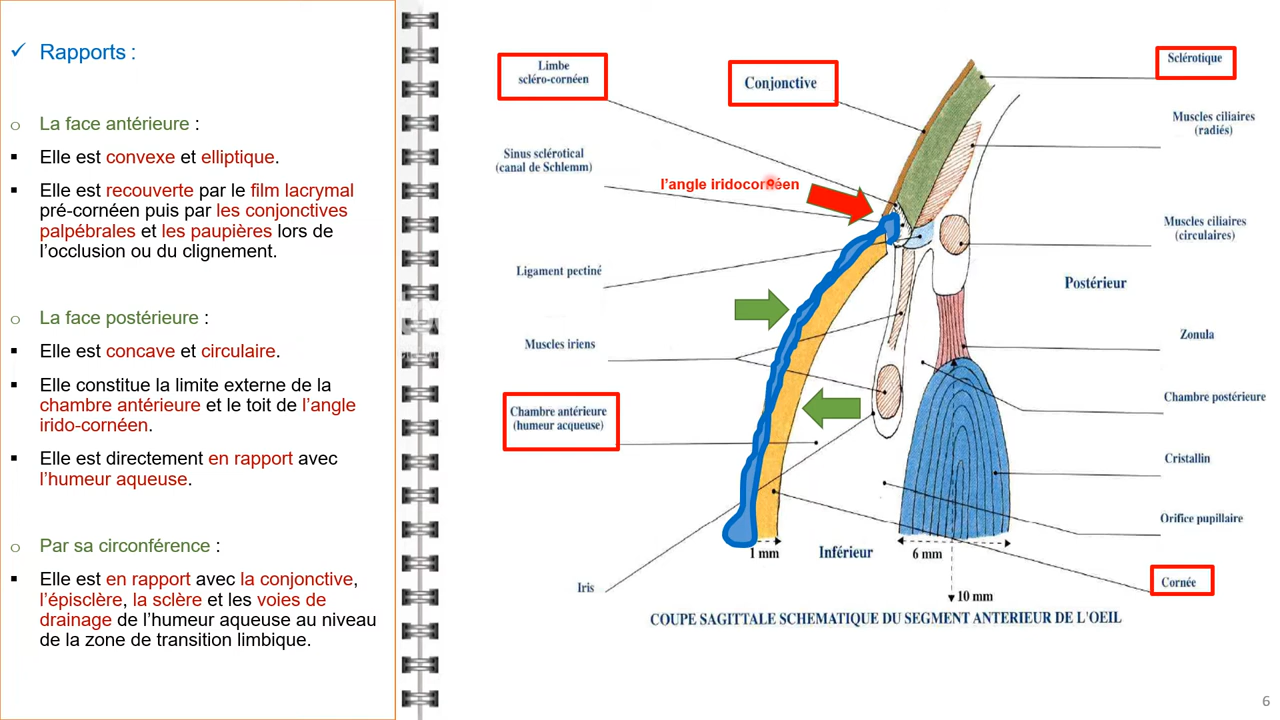 ✓ Rapports :
o La face antérieure :
▪ Elle est convexe et elliptique.
▪ Elle est recouverte par le film lacrymal
pré-cornéen puis par les conjonctives
palpébrales et les paupières lors de
l’occlusion ou du clignement.
o La face postérieure :
▪ Elle est concave et circulaire.
▪ Elle constitue la limite externe de la
chambre antérieure et le toit de l’angle
irido-cornéen.
▪ Elle est directement en rapport avec
l’humeur aqueuse.
o Par sa circonférence :
▪ Elle est en rapport avec la conjonctive,
l’épisclère, la sclère et les voies de
drainage de l’humeur aqueuse au niveau
de la zone de transition limbique.
Limbe
scléro-cornéen
Conjonctive
Sclérotique
Muscles ciliaires
(radiés)
Sinus sclérotical
(canal de Schlemm)
l’angle iridocornéen
Muscles ciliaires
(circulaires)
Ligament pectiné
Postérieur
Muscles iriens
Zonula
Chambre postérieure
Chambre antérieure
(humeur acqueuse)
Cristallin
Orifice pupillaire
1 mm
Inférieur
6 mm
Iris
Cornée
10 mm
COUPE SAGITTALE SCHEMATIQUE DU SEGMENT ANTERIEUR DE L'OEIL
6